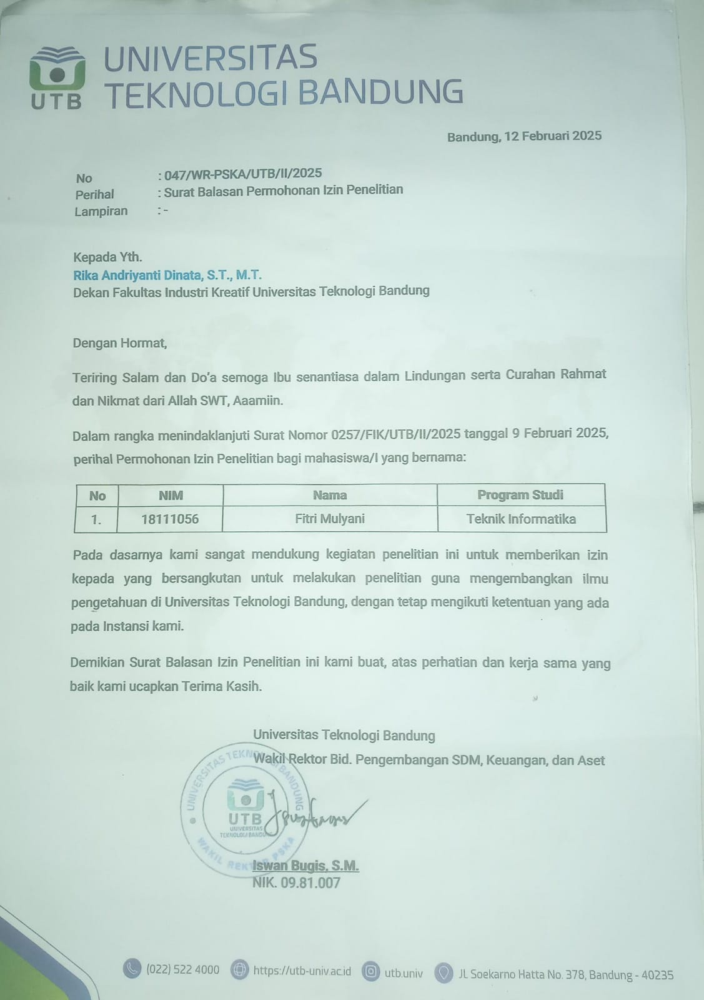 UTB
UNIVERSITAS
TEKNOLOGI BANDUNG
Bandung, 12 Februari 2025
No : 047/WR-PSKA/UTB/II/2025
Perihal : Surat Balasan Permohonan Izin Penelitian
Lampiran : -
Kepada Yth.
Rika Andriyanti Dinata, S.T., M.T.
Dekan Fakultas Industri Kreatif Universitas Teknologi Bandung
Dengan Hormat,
Teriring Salam dan Do'a semoga Ibu senantiasa dalam Lindungan serta Curahan Rahmat
dan Nikmat dari Allah SWT, Aaamiin.
Dalam rangka menindaklanjuti Surat Nomor 0257/FIK/UTB/II/2025 tanggal 9 Februari 2025,
perihal Permohonan Izin Penelitian bagi mahasiswa/I yang bernama:
No NIM Nama Program Studi
1. 18111056 Fitri Mulyani Teknik Informatika
Pada dasarnya kami sangat mendukung kegiatan penelitian ini untuk memberikan izin
kepada yang bersangkutan untuk melakukan penelitian guna mengembangkan ilmu
pengetahuan di Universitas Teknologi Bandung, dengan tetap mengikuti ketentuan yang ada
pada Instansi kami.
Demikian Surat Balasan Izin Penelitian ini kami buat, atas perhatian dan kerja sama yang
baik kami ucapkan Terima Kasih.
Universitas Teknologi Bandung
Wakil Rektor Bid. Pengembangan SDM, Keuangan, dan Aset
UNIVERSITAS TEKNOLOGI BANDUNG
UTB
UNIVERSITAS
TEKNOLOGI BANDUNG
WAKIL REKTOR PSKA
Iswan Bugis, S.M.
NIK. 09.81.007
(022) 522 4000 https://utb-univ.ac.id utb.univ JL Soekarno Hatta No. 378, Bandung - 40235